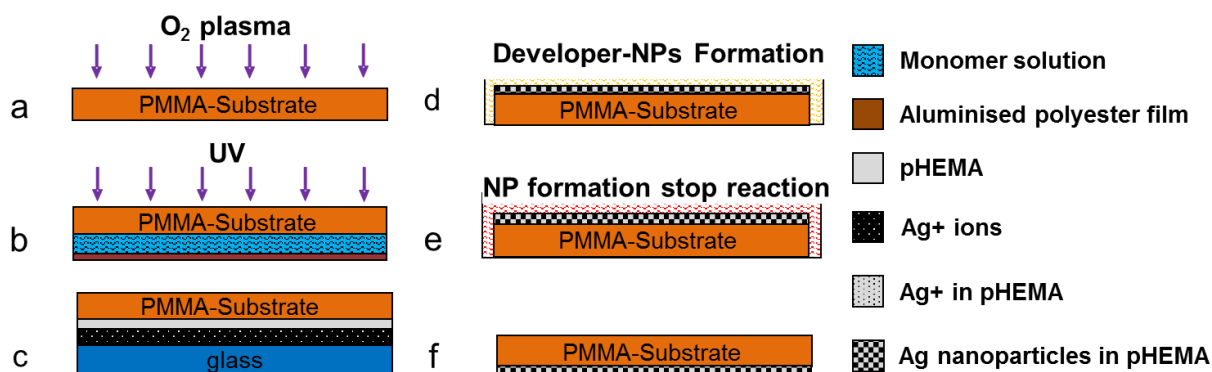 O₂ plasma
a
PMMA-Substrate
UV
b
PMMA-Substrate
c
PMMA-Substrate
glass
Developer-NPs Formation
d
PMMA-Substrate
NP formation stop reaction
e
PMMA-Substrate
f
PMMA-Substrate
Monomer solution
Aluminised polyester film
pHEMA
Ag+ ions
Ag+ in pHEMA
Ag nanoparticles in pHEMA